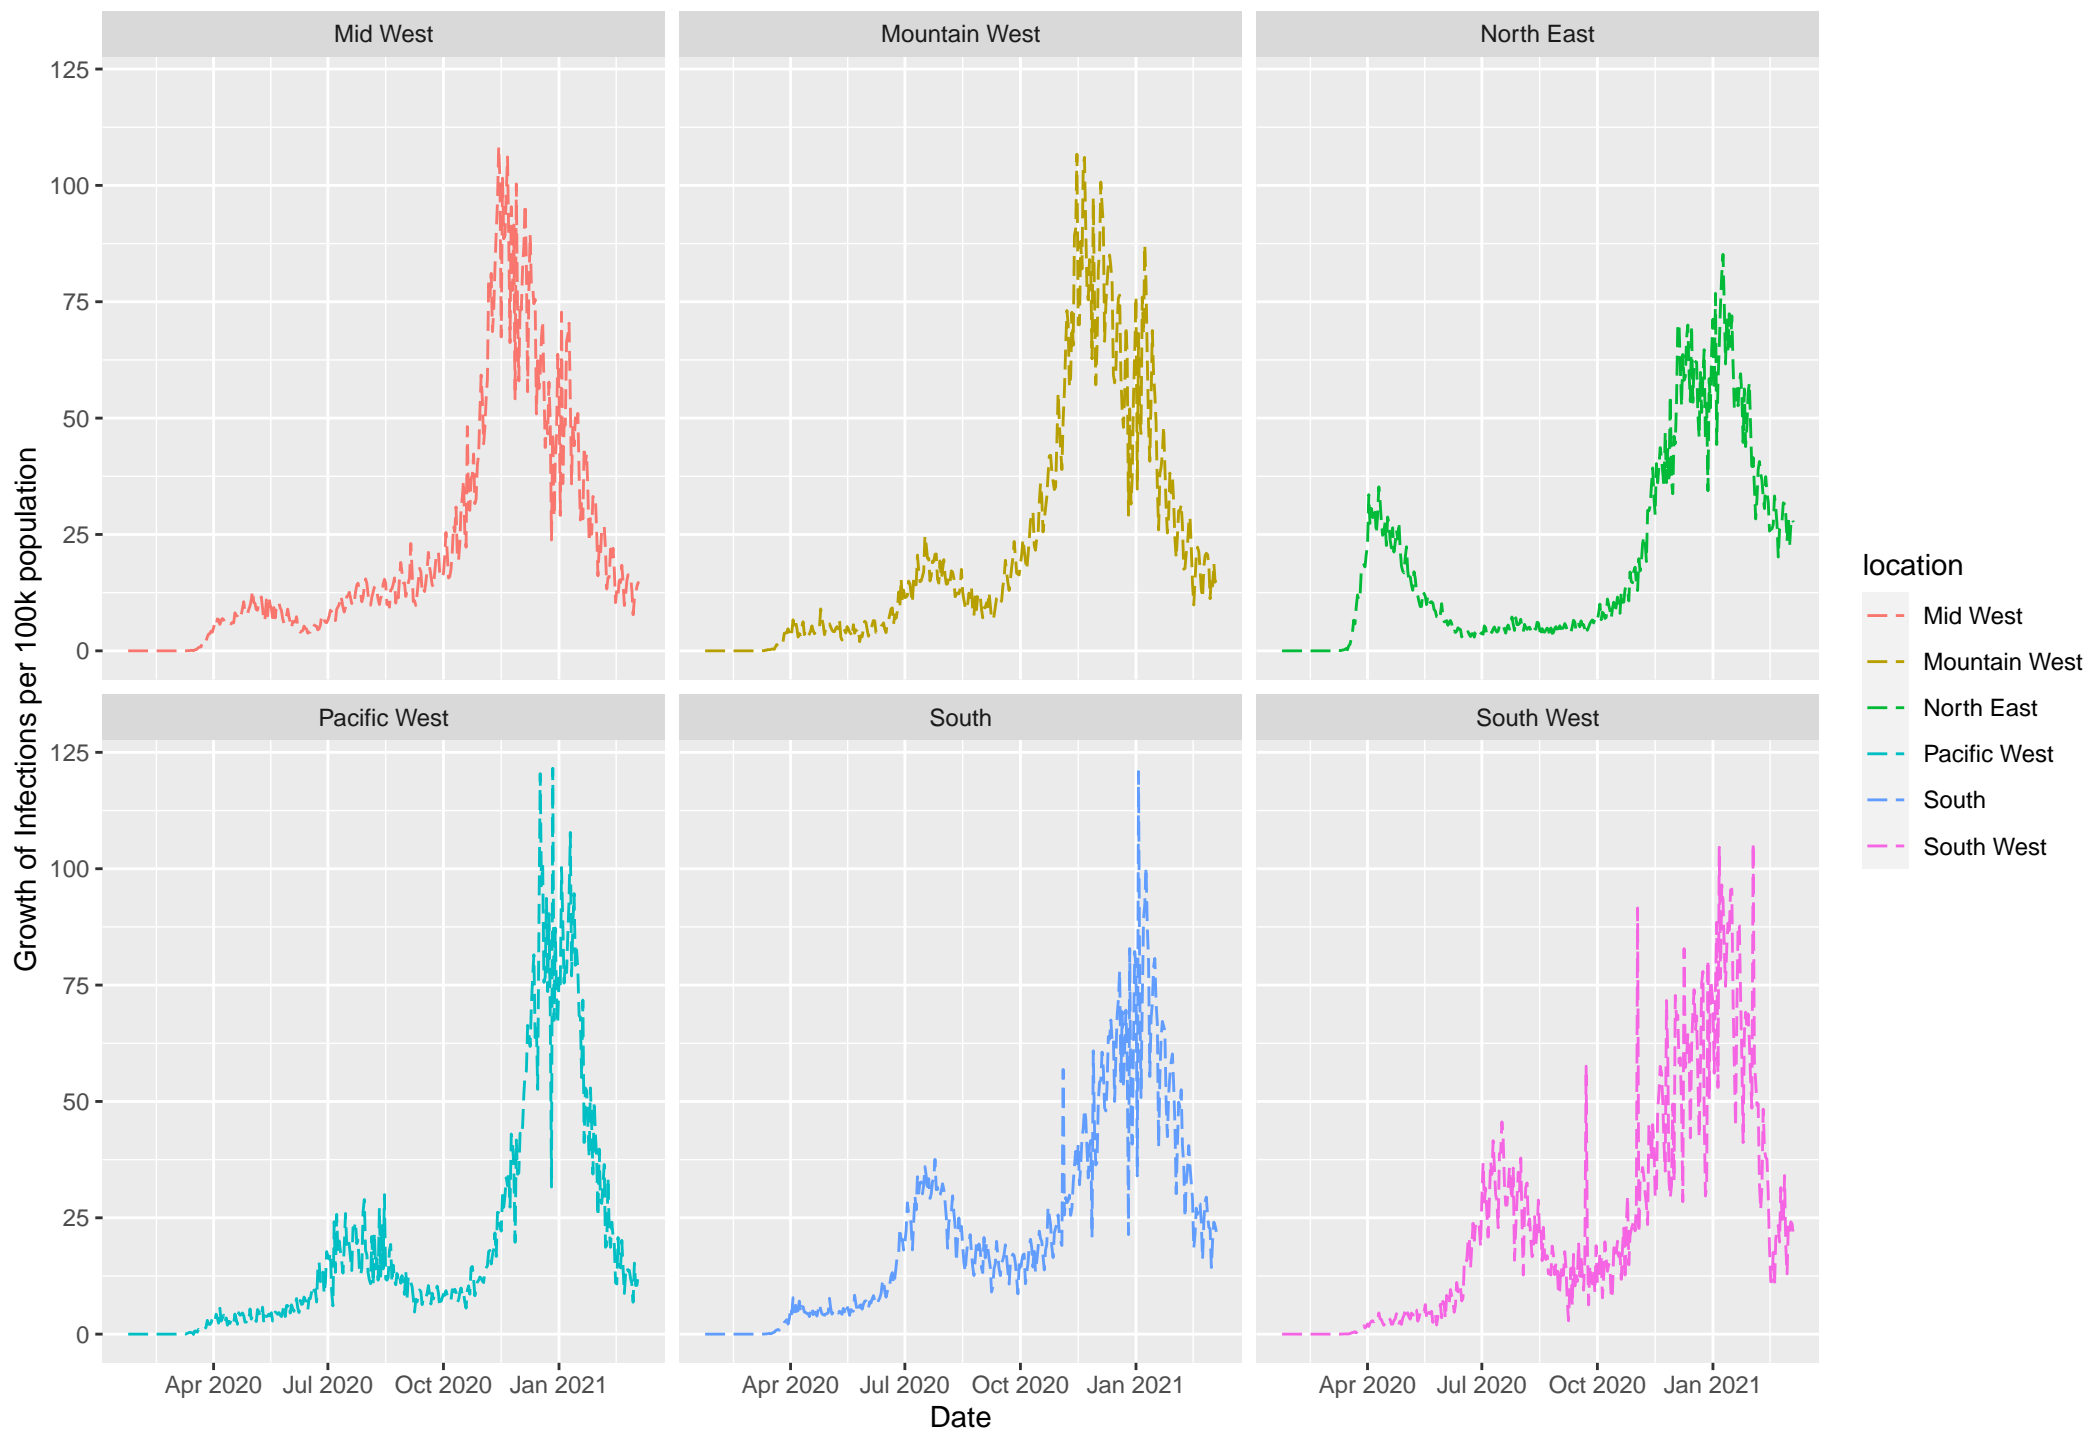 Mid West
Mountain West
North East
125
100
75
50
25
0
Growth of Infections per 100k population
Pacific West
South
South West
125
100
75
50
25
0
Apr 2020 Jul 2020 Oct 2020 Jan 2021
Apr 2020 Jul 2020 Oct 2020 Jan 2021
Apr 2020 Jul 2020 Oct 2020 Jan 2021
Date
location
Mid West
Mountain West
North East
Pacific West
South
South West